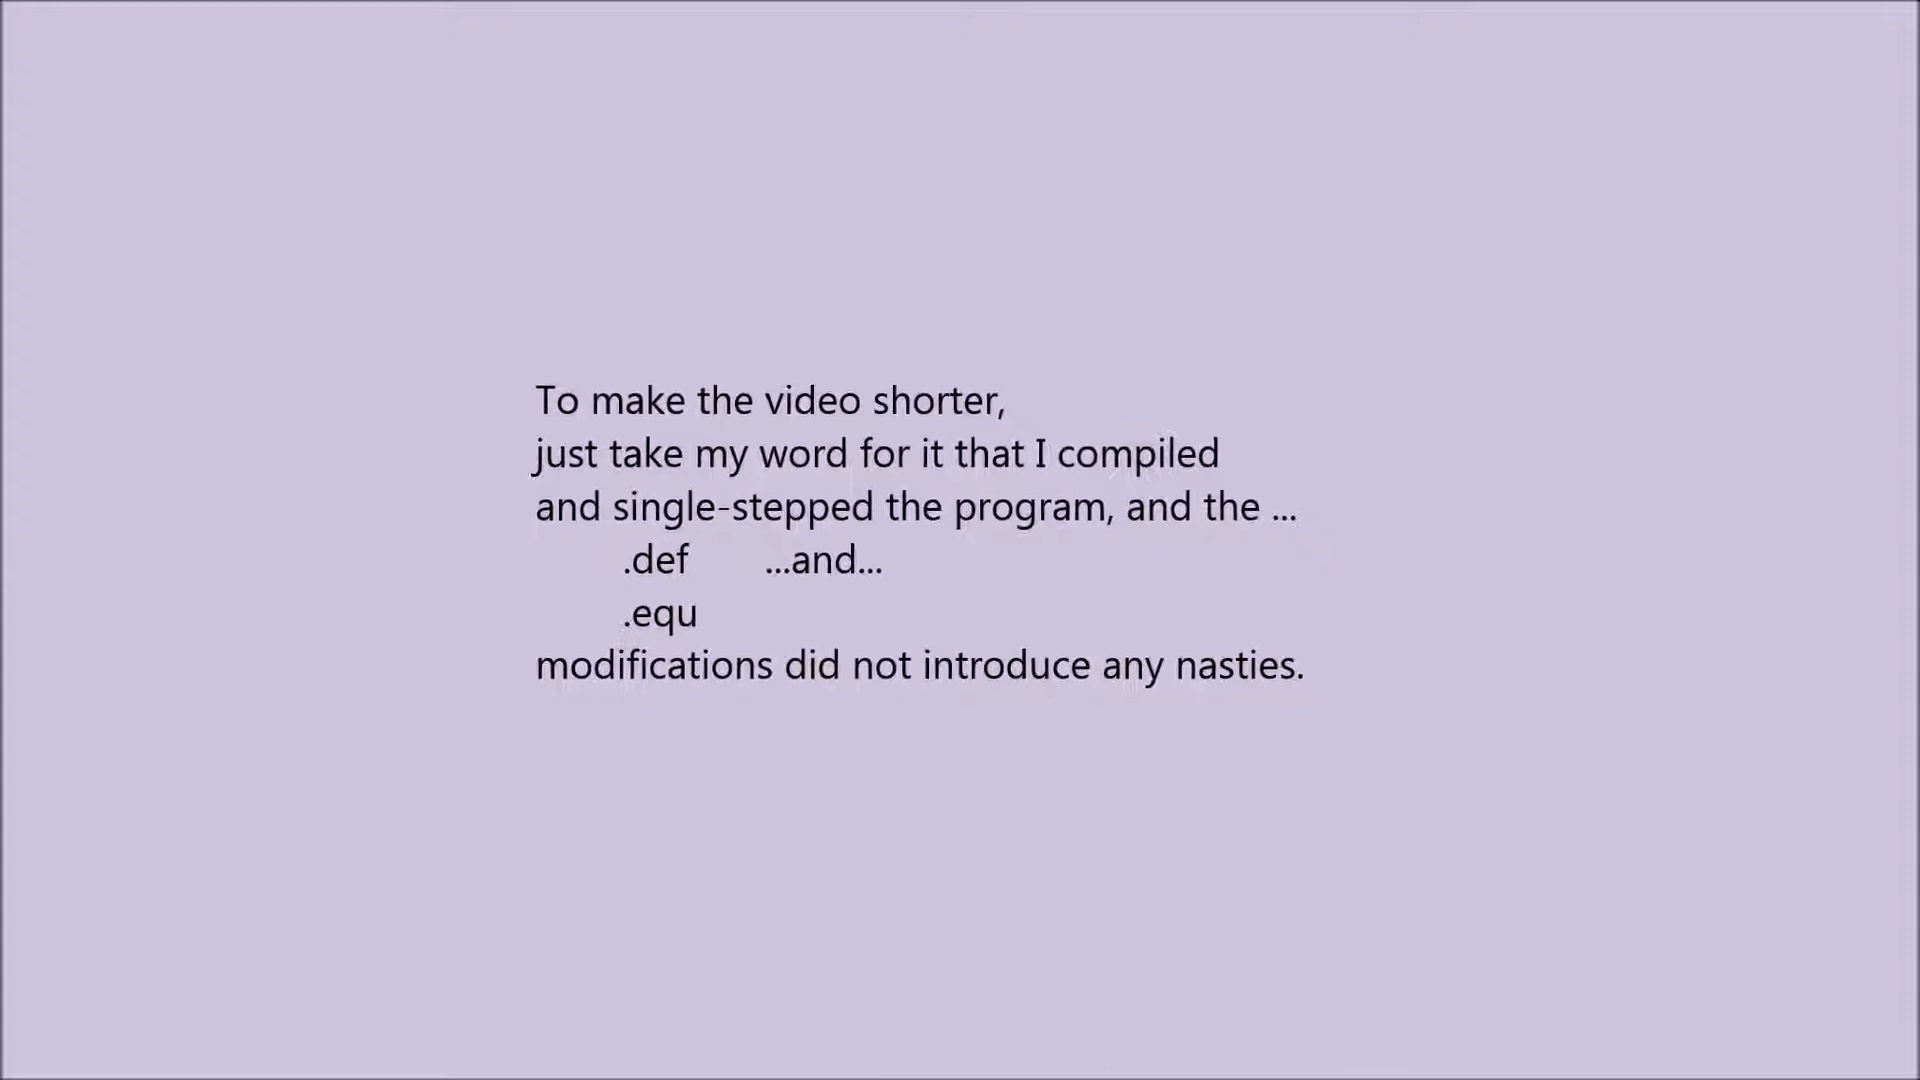 To make the video shorter,
just take my word for it that I compiled
and single-stepped the program, and the ...
.def ...and...
.equ
modifications did not introduce any nasties.